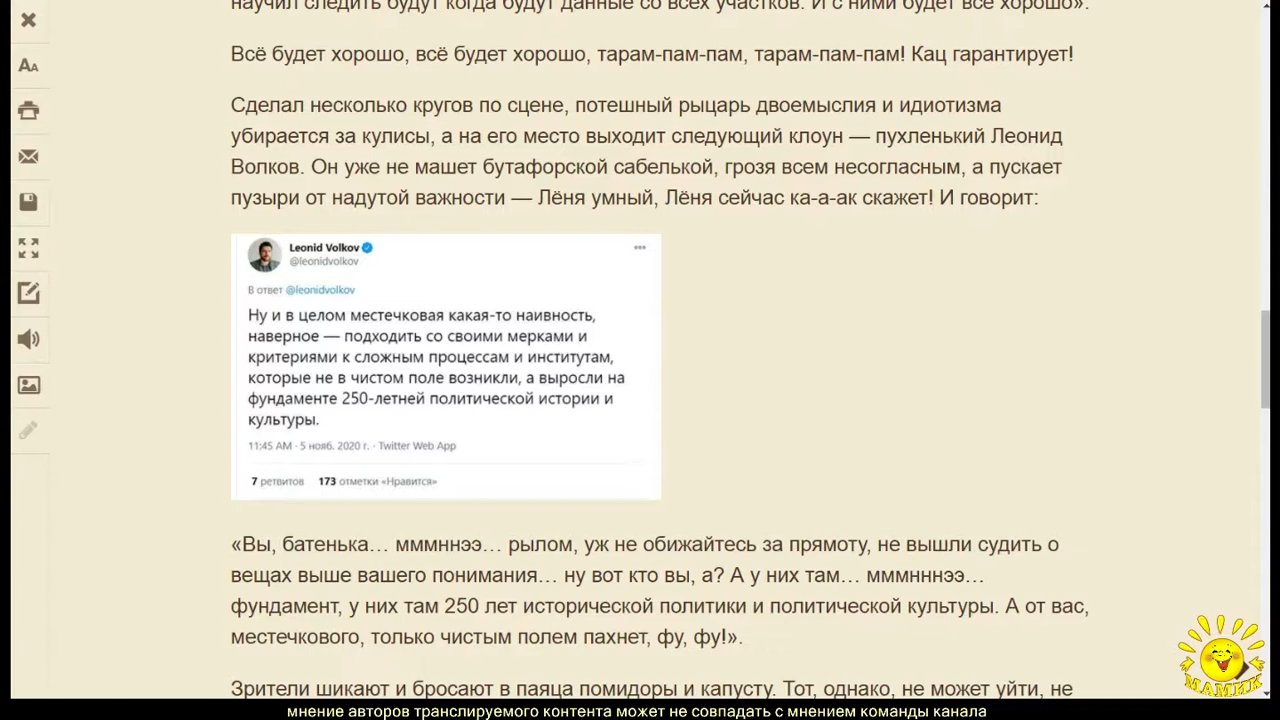 научил следить будут когда будут данные со всех участков. И с ними будет всё хорошо».
Всё будет хорошо, всё будет хорошо, тарам-пам-пам, тарам-пам-пам! Кац гарантирует!
Сделал несколько кругов по сцене, потешный рыцарь двоемыслия и идиотизма
убирается за кулисы, а на его место выходит следующий клоун — пухленький Леонид
Волков. Он уже не машет бутафорской сабелькой, грозя всем несогласным, а пускает
пузыри от надутой важности — Лёня умный, Лёня сейчас ка-а-ак скажет! И говорит:
Leonid Volkov
@leonidvolkov
В ответ @leonidvolkov
Ну и в целом местечковая какая-то наивность,
наверное — подходить со своими мерками и
критериями к сложным процессам и институтам,
которые не в чистом поле возникли, а выросли на
фундаменте 250-летней политической истории и
культуры.
11:45 AM · 5 нояб. 2020 г. · Twitter Web App
7 ретвитов 173 отметки «Нравится»
«Вы, батенька… мммннээ… рылом, уж не обижайтесь за прямоту, не вышли судить о
вещах выше вашего понимания… ну вот кто вы, а? А у них там… мммнннээ…
фундамент, у них там 250 лет исторической политики и политической культуры. А от вас,
местечкового, только чистым полем пахнет, фу, фу!».
Зрители шикают и бросают в паяца помидоры и капусту. Тот, однако, не может уйти, не
МАМИК
мнение авторов транслируемого контента может не совпадать с мнением команды канала